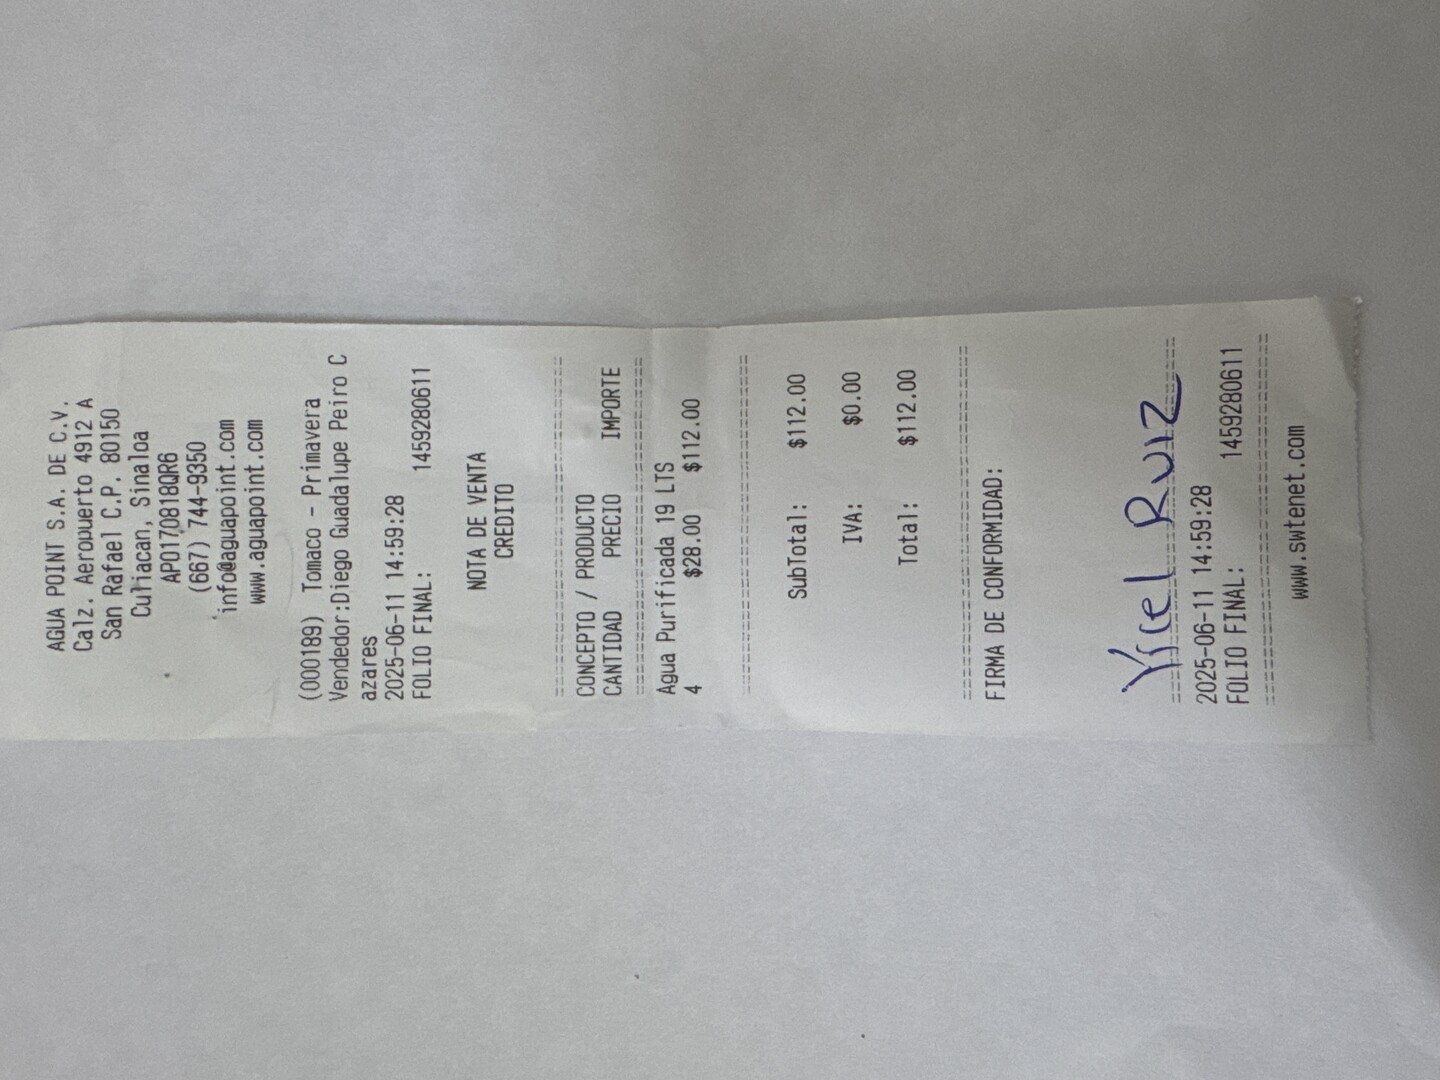 AGUA POINT S.A. DE C.V.
Calz. Aeropuerto 4912 A
San Rafael C.P. 80150
Culiacan, Sinaloa
APO170818QR6
(667) 744-9350
info@aguapoint.com
www.aguapoint.com
(000189) Tomaco - Primavera
Vendedor:Diego Guadalupe Peiro C
azares
2025-06-11 14:59:28
FOLIO FINAL: 1459280611
NOTA DE VENTA
CREDITO
================================
CONCEPTO / PRODUCTO
CANTIDAD PRECIO IMPORTE
================================
Agua Purificada 19 LTS
4 $28.00 $112.00
================================
SubTotal: $112.00
IVA: $0.00
Total: $112.00
================================
FIRMA DE CONFORMIDAD:
Yscel Ruiz
================================
2025-06-11 14:59:28
FOLIO FINAL: 1459280611
================================
www.swtenet.com